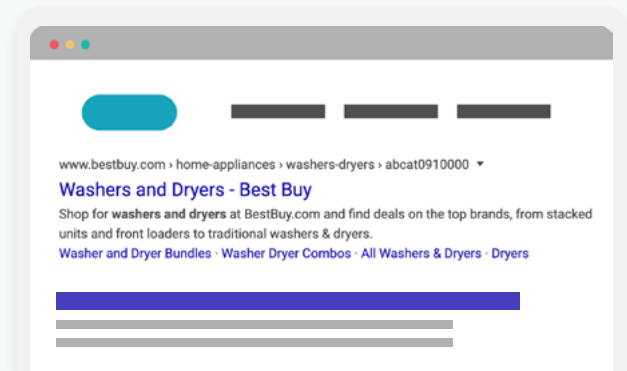 www.bestbuy.com › home-appliances › washers-dryers › abcat0910000
Washers and Dryers - Best Buy
Shop for washers and dryers at BestBuy.com and find deals on the top brands, from stacked
units and front loaders to traditional washers & dryers.
Washer and Dryer Bundles · Washer Dryer Combos · All Washers & Dryers · Dryers